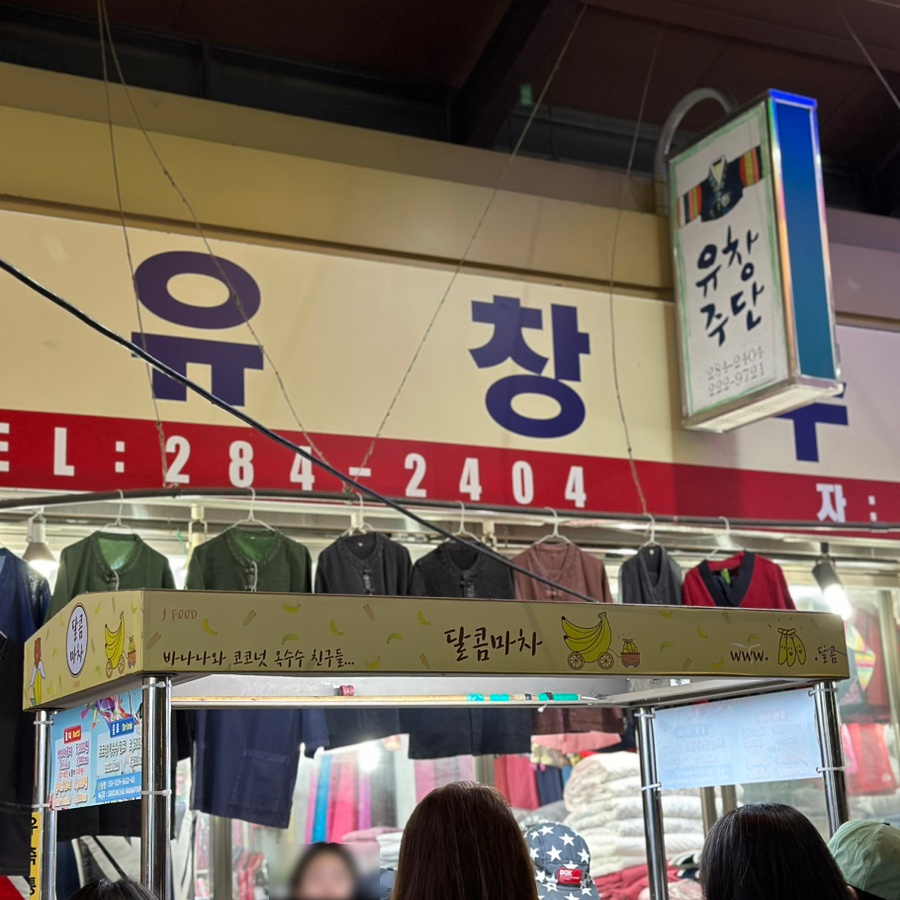 유 창
유창
주단
284-2404
222-9721
EL:284-2404
자:
J FOOD
달콤
마차
바나나와 코코넛 옥수수 친구들...
달콤마차
www.
.달콤